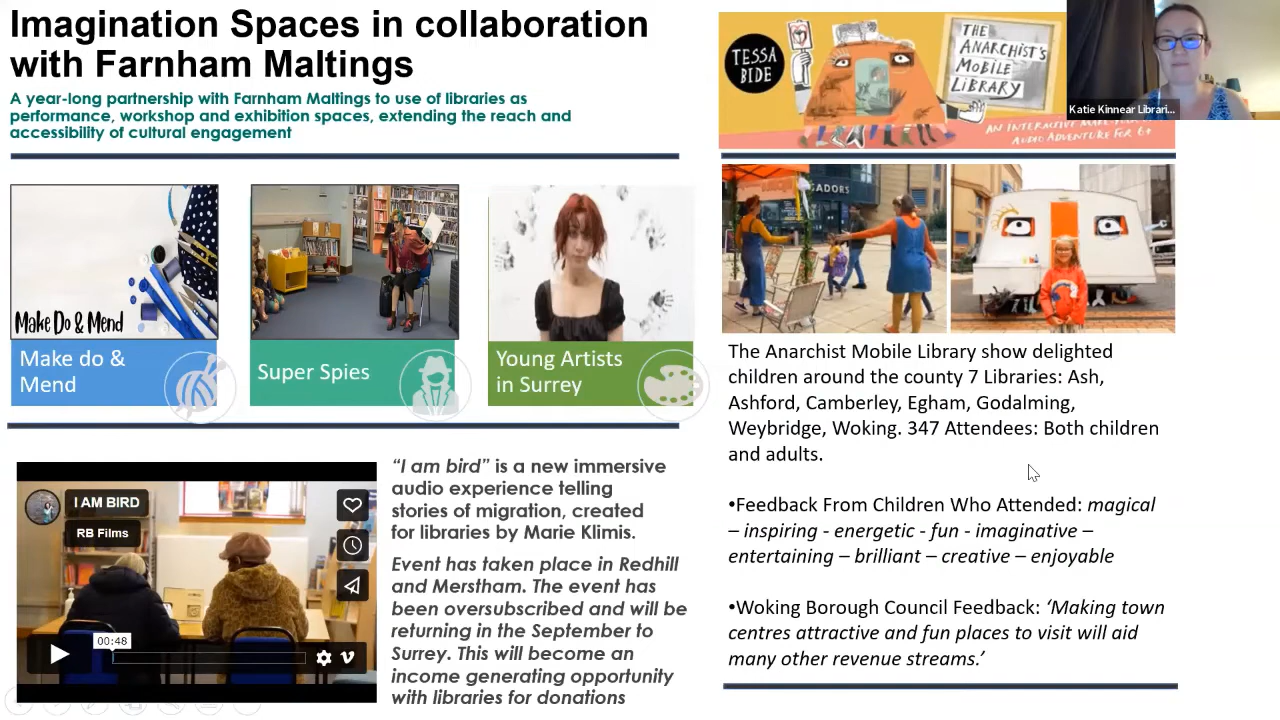 Imagination Spaces in collaboration
with Farnham Maltings
A year-long partnership with Farnham Maltings to use of libraries as
performance, workshop and exhibition spaces, extending the reach and
accessibility of cultural engagement
Make Do & Mend
Make do &
Mend
Super Spies
Young Artists
in Surrey
I AM BIRD
RB Films
00:48
“I am bird” is a new immersive
audio experience telling
stories of migration, created
for libraries by Marie Klimis.
Event has taken place in Redhill
and Merstham. The event has
been oversubscribed and will be
returning in the September to
Surrey. This will become an
income generating opportunity
with libraries for donations
TESSA
BIDE
THE
ANARCHIST'S
MOBILE
LIBRARY
AN INTERACTIVE
AUDIO ADVENTURE FOR 6+
Katie Kinnear Librari...
ADORS
The Anarchist Mobile Library show delighted
children around the county 7 Libraries: Ash,
Ashford, Camberley, Egham, Godalming,
Weybridge, Woking. 347 Attendees: Both children
and adults.
•Feedback From Children Who Attended: magical
– inspiring - energetic - fun - imaginative –
entertaining – brilliant – creative – enjoyable
•Woking Borough Council Feedback: ‘Making town
centres attractive and fun places to visit will aid
many other revenue streams.’